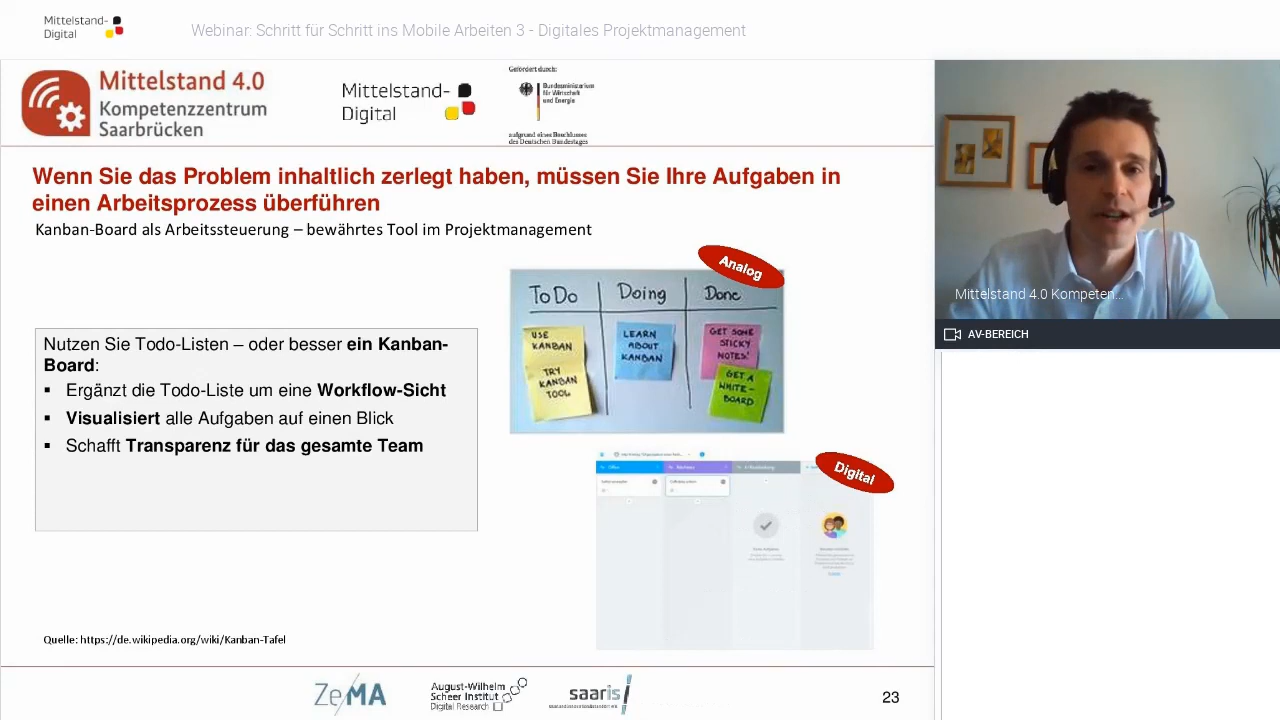 Mittelstand-
Digital
Webinar: Schritt für Schritt ins Mobile Arbeiten 3 - Digitales Projektmanagement
Mittelstand 4.0
Kompetenzzentrum
Saarbrücken
Mittelstand-
Digital
Gefördert durch:
Bundesministerium
für Wirtschaft
und Energie
aufgrund eines Beschlusses
des Deutschen Bundestages
Wenn Sie das Problem inhaltlich zerlegt haben, müssen Sie Ihre Aufgaben in
einen Arbeitsprozess überführen
Kanban-Board als Arbeitssteuerung – bewährtes Tool im Projektmanagement
Nutzen Sie Todo-Listen – oder besser ein Kanban-
Board:
▪ Ergänzt die Todo-Liste um eine Workflow-Sicht
▪ Visualisiert alle Aufgaben auf einen Blick
▪ Schafft Transparenz für das gesamte Team
Analog
To Do Doing Done
USE
KANBAN
TRY
KANBAN
TOOL
LEARN
ABOUT
KANBAN
GET SOME
STICKY
NOTES!
GET A
WHITE-
BOARD
Digital
Quelle: https://de.wikipedia.org/wiki/Kanban-Tafel
ZeMA
August-Wilhelm
Scheer Institut
Digital Research
saaris
23
Mittelstand 4.0 Kompeten...
AV-BEREICH